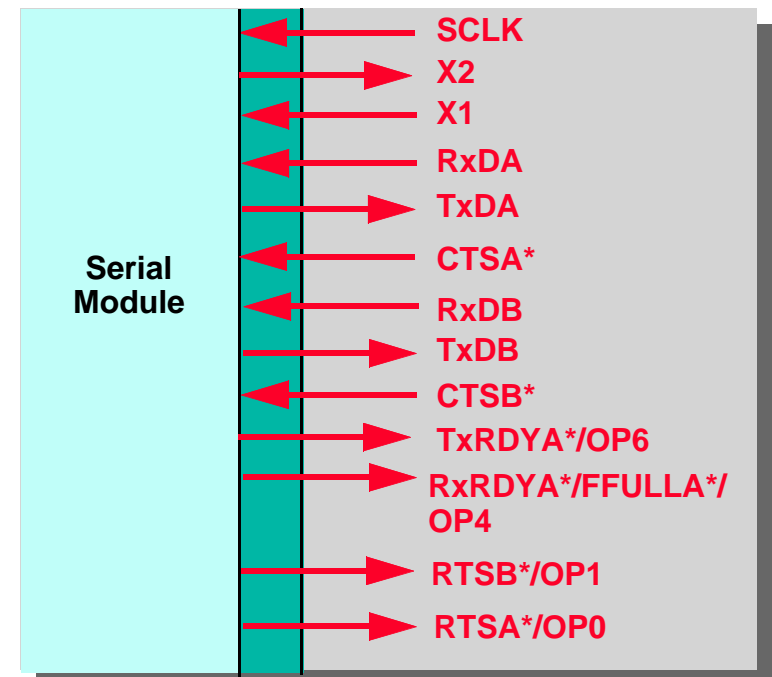 SCLK
X2
X1
RxDA
TxDA
Serial
Module
CTSA*
RxDB
TxDB
CTSB*
TxRDYA*/OP6
RxRDYA*/FFULLA*/
OP4
RTSB*/OP1
RTSA*/OP0